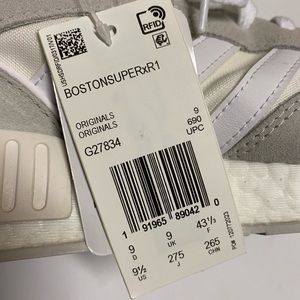 RFID
BOSTONSUPERxR1
ORIGINALS
ORIGINALS
G27834
9
690
UPC
1 91965 89042 0
9 9 43⅓
D UK F
9½ 275 265
US J CHN